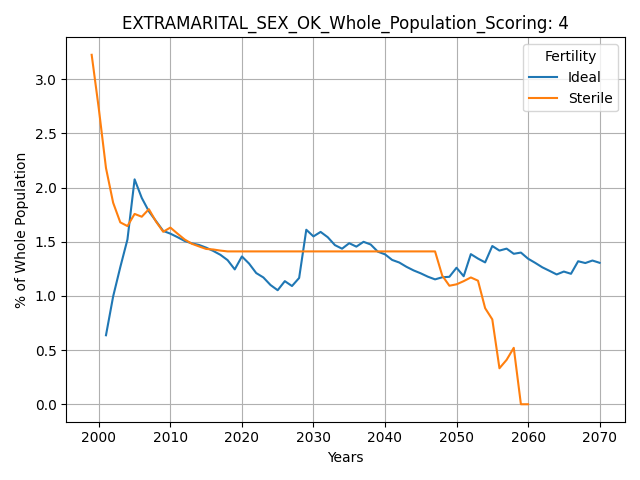 EXTRAMARITAL_SEX_OK_Whole_Population_Scoring: 4
Fertility
Ideal
Sterile
% of Whole Population
3.0
2.5
2.0
1.5
1.0
0.5
0.0
2000 2010 2020 2030 2040 2050 2060 2070
Years